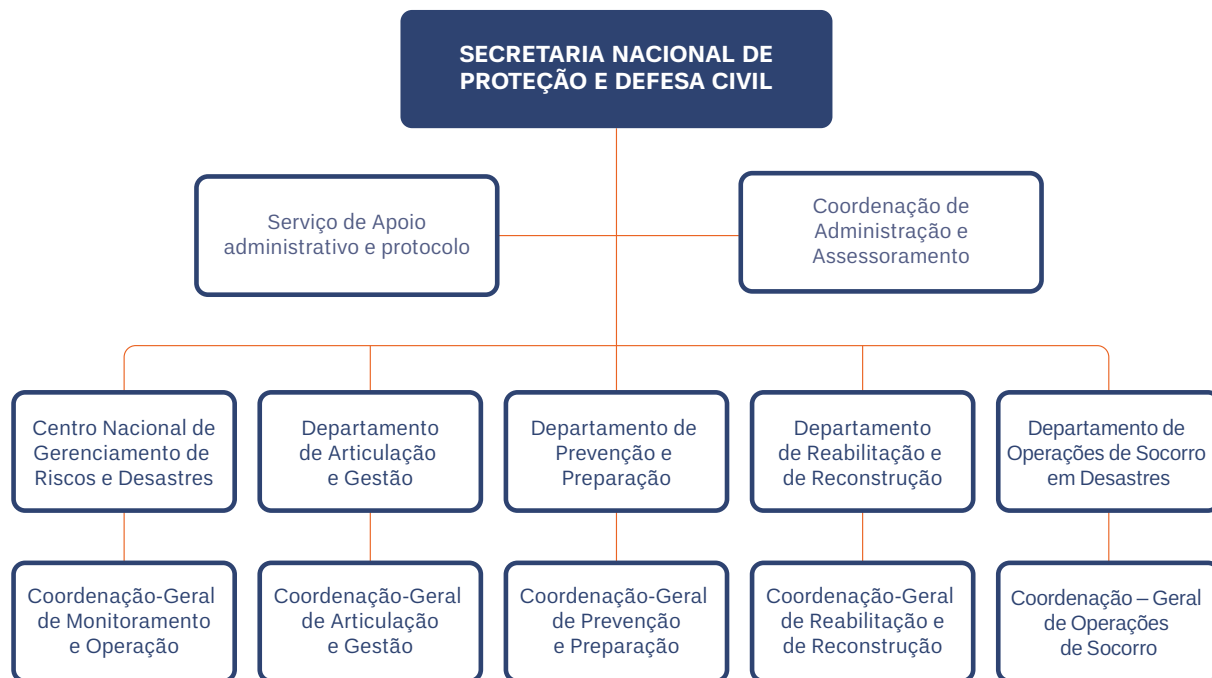 SECRETARIA NACIONAL DE
PROTEÇÃO E DEFESA CIVIL
Serviço de Apoio
administrativo e protocolo
Coordenação de
Administração e
Assessoramento
Centro Nacional de
Gerenciamento de
Riscos e Desastres
Departamento
de Articulação
e Gestão
Departamento de
Prevenção e
Preparação
Departamento
de Reabilitação e
de Reconstrução
Departamento de
Operações de Socorro
em Desastres
Coordenação-Geral
de Monitoramento
e Operação
Coordenação-Geral
de Articulação
e Gestão
Coordenação-Geral
de Prevenção
e Preparação
Coordenação-Geral
de Reabilitação e
de Reconstrução
Coordenação – Geral
de Operações
de Socorro